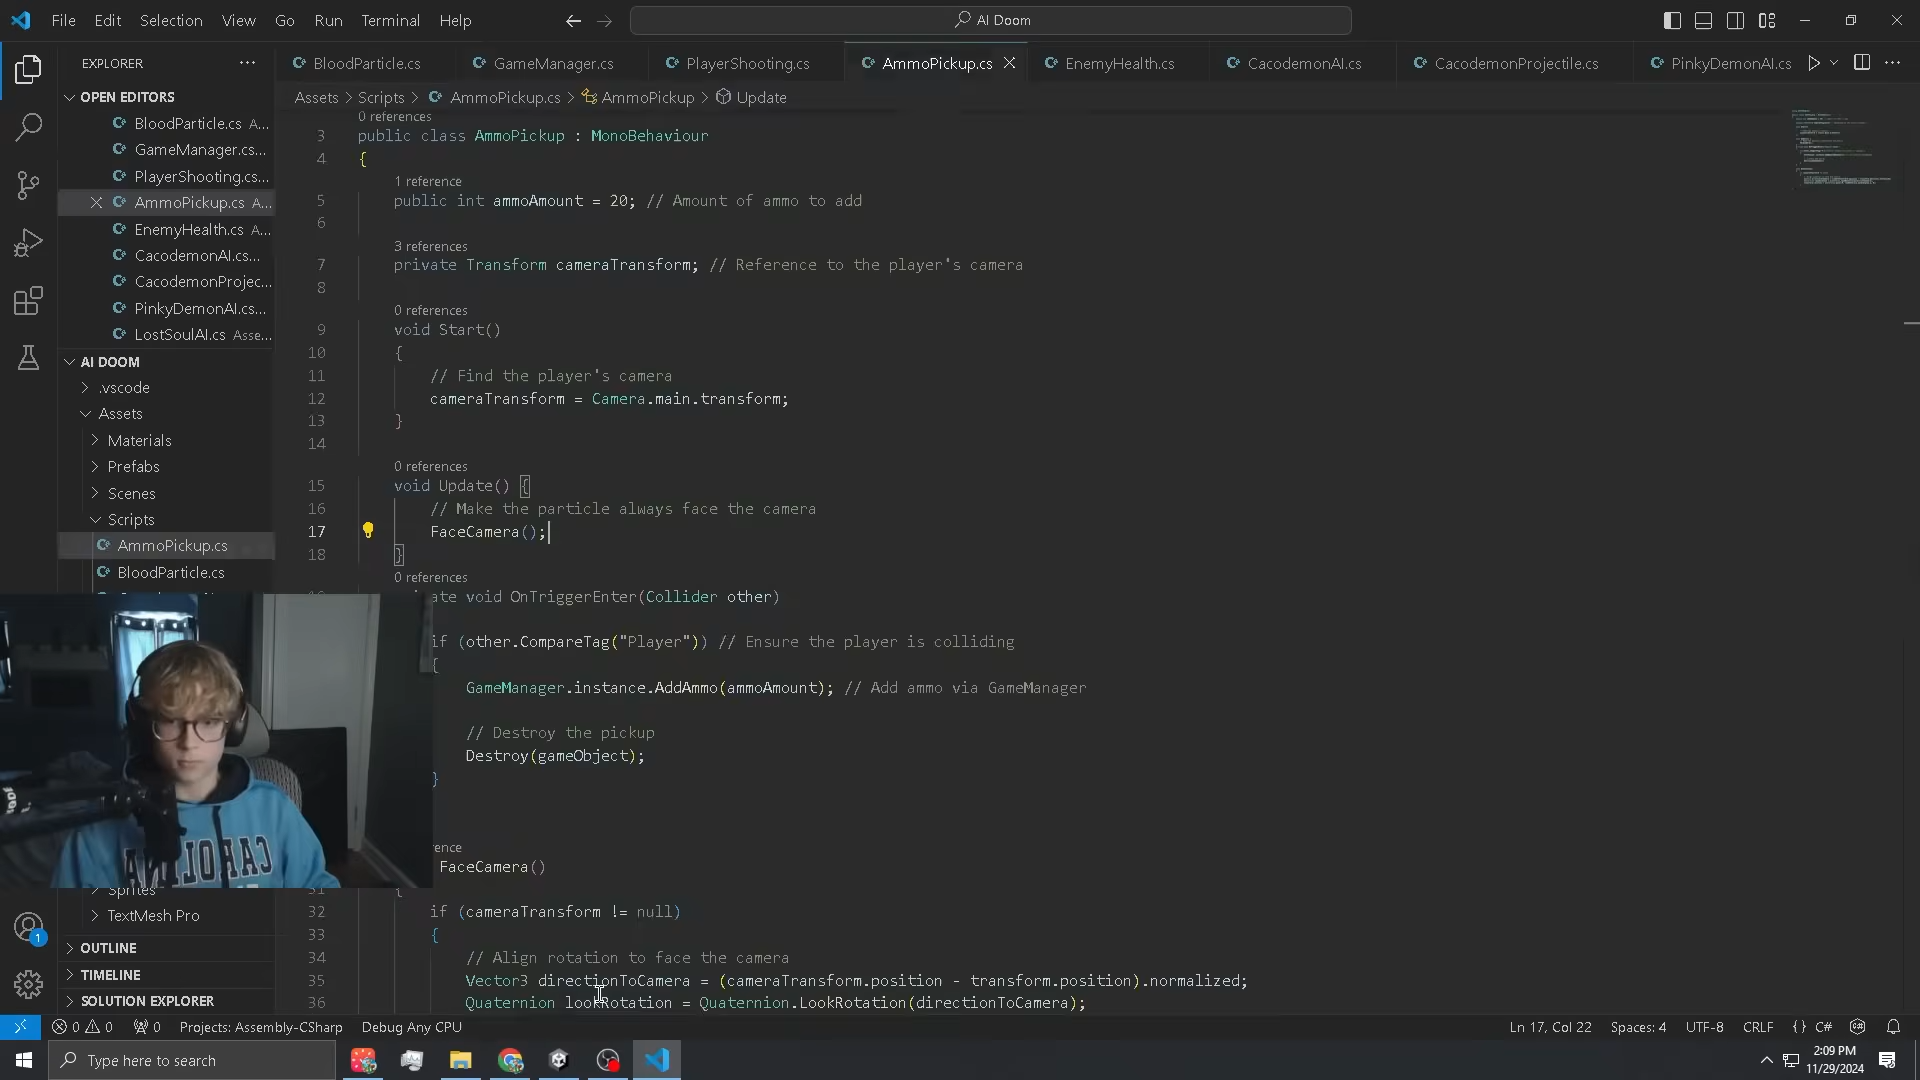 File Edit Selection View Go Run Terminal Help
AI Doom
EXPLORER
BloodParticle.cs GameManager.cs PlayerShooting.cs AmmoPickup.cs EnemyHealth.cs CacodemonAI.cs CacodemonProjectile.cs PinkyDemonAI.cs
OPEN EDITORS
BloodParticle.cs A...
GameManager.cs...
PlayerShooting.cs...
AmmoPickup.cs A...
EnemyHealth.cs A...
CacodemonAI.cs...
CacodemonProjec...
PinkyDemonAI.cs...
LostSoulAI.cs Asse...
AI DOOM
.vscode
Assets
Materials
Prefabs
Scenes
Scripts
AmmoPickup.cs
BloodParticle.cs
Sprites
TextMesh Pro
OUTLINE
TIMELINE
SOLUTION EXPLORER
Assets > Scripts > AmmoPickup.cs > AmmoPickup > Update
0 references
3 public class AmmoPickup : MonoBehaviour
4 {
1 reference
5 public int ammoAmount = 20; // Amount of ammo to add
6
3 references
7 private Transform cameraTransform; // Reference to the player's camera
8
0 references
9 void Start()
10 {
11 // Find the player's camera
12 cameraTransform = Camera.main.transform;
13 }
14
0 references
15 void Update() {
16 // Make the particle always face the camera
17 FaceCamera();
18 }
0 references
ate void OnTriggerEnter(Collider other)
if (other.CompareTag("Player")) // Ensure the player is colliding
{
GameManager.instance.AddAmmo(ammoAmount); // Add ammo via GameManager
// Destroy the pickup
Destroy(gameObject);
}
ence
FaceCamera()
31 {
32 if (cameraTransform != null)
33 {
34 // Align rotation to face the camera
35 Vector3 directionToCamera = (cameraTransform.position - transform.position).normalized;
36 Quaternion lookRotation = Quaternion.LookRotation(directionToCamera);
CAROLINA
1
0 0 0 Projects: Assembly-CSharp Debug Any CPU
Ln 17, Col 22 Spaces: 4 UTF-8 CRLF {} C#
Type here to search
2:09 PM
11/29/2024